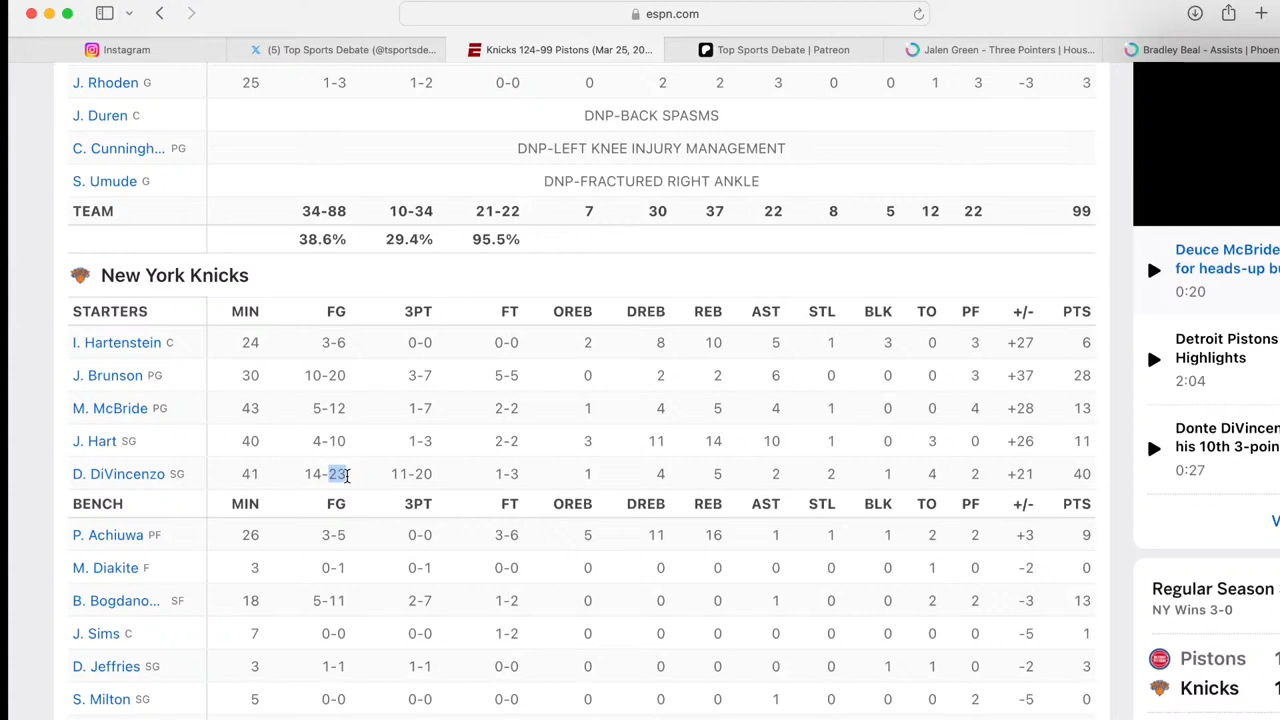 espn.com
Instagram
(5) Top Sports Debate (@tsportsde...
Knicks 124-99 Pistons (Mar 25, 20...
Top Sports Debate | Patreon
Jalen Green - Three Pointers | Hous...
Bradley Beal - Assists | Phoen
J. Rhoden G 25 1-3 1-2 0-0 0 2 2 3 0 0 1 3 -3 3
J. Duren C DNP-BACK SPASMS
C. Cunningh... PG DNP-LEFT KNEE INJURY MANAGEMENT
S. Umude G DNP-FRACTURED RIGHT ANKLE
TEAM 34-88 10-34 21-22 7 30 37 22 8 5 12 22 99
38.6% 29.4% 95.5%
New York Knicks
STARTERS MIN FG 3PT FT OREB DREB REB AST STL BLK TO PF +/- PTS
I. Hartenstein C 24 3-6 0-0 0-0 2 8 10 5 1 3 0 3 +27 6
J. Brunson PG 30 10-20 3-7 5-5 0 2 2 6 0 0 0 3 +37 28
M. McBride PG 43 5-12 1-7 2-2 1 4 5 4 1 0 0 4 +28 13
J. Hart SG 40 4-10 1-3 2-2 3 11 14 10 1 0 3 0 +26 11
D. DiVincenzo SG 41 14-23 11-20 1-3 1 4 5 2 2 1 4 2 +21 40
BENCH MIN FG 3PT FT OREB DREB REB AST STL BLK TO PF +/- PTS
P. Achiuwa PF 26 3-5 0-0 3-6 5 11 16 1 1 1 2 2 +3 9
M. Diakite F 3 0-1 0-1 0-0 0 0 0 0 0 0 1 0 -2 0
B. Bogdano... SF 18 5-11 2-7 1-2 0 0 0 1 0 0 2 2 -3 13
J. Sims C 7 0-0 0-0 1-2 0 0 0 0 0 0 0 0 -5 1
D. Jeffries SG 3 1-1 1-1 0-0 0 0 0 0 0 1 1 0 -2 3
S. Milton SG 5 0-0 0-0 0-0 0 0 0 1 0 0 0 2 -5 0
Deuce McBride
for heads-up bu
0:20
Detroit Pistons
Highlights
2:04
Donte DiVincenz
his 10th 3-poin
0:27
V
Regular Season
NY Wins 3-0
Pistons 1
Knicks 1